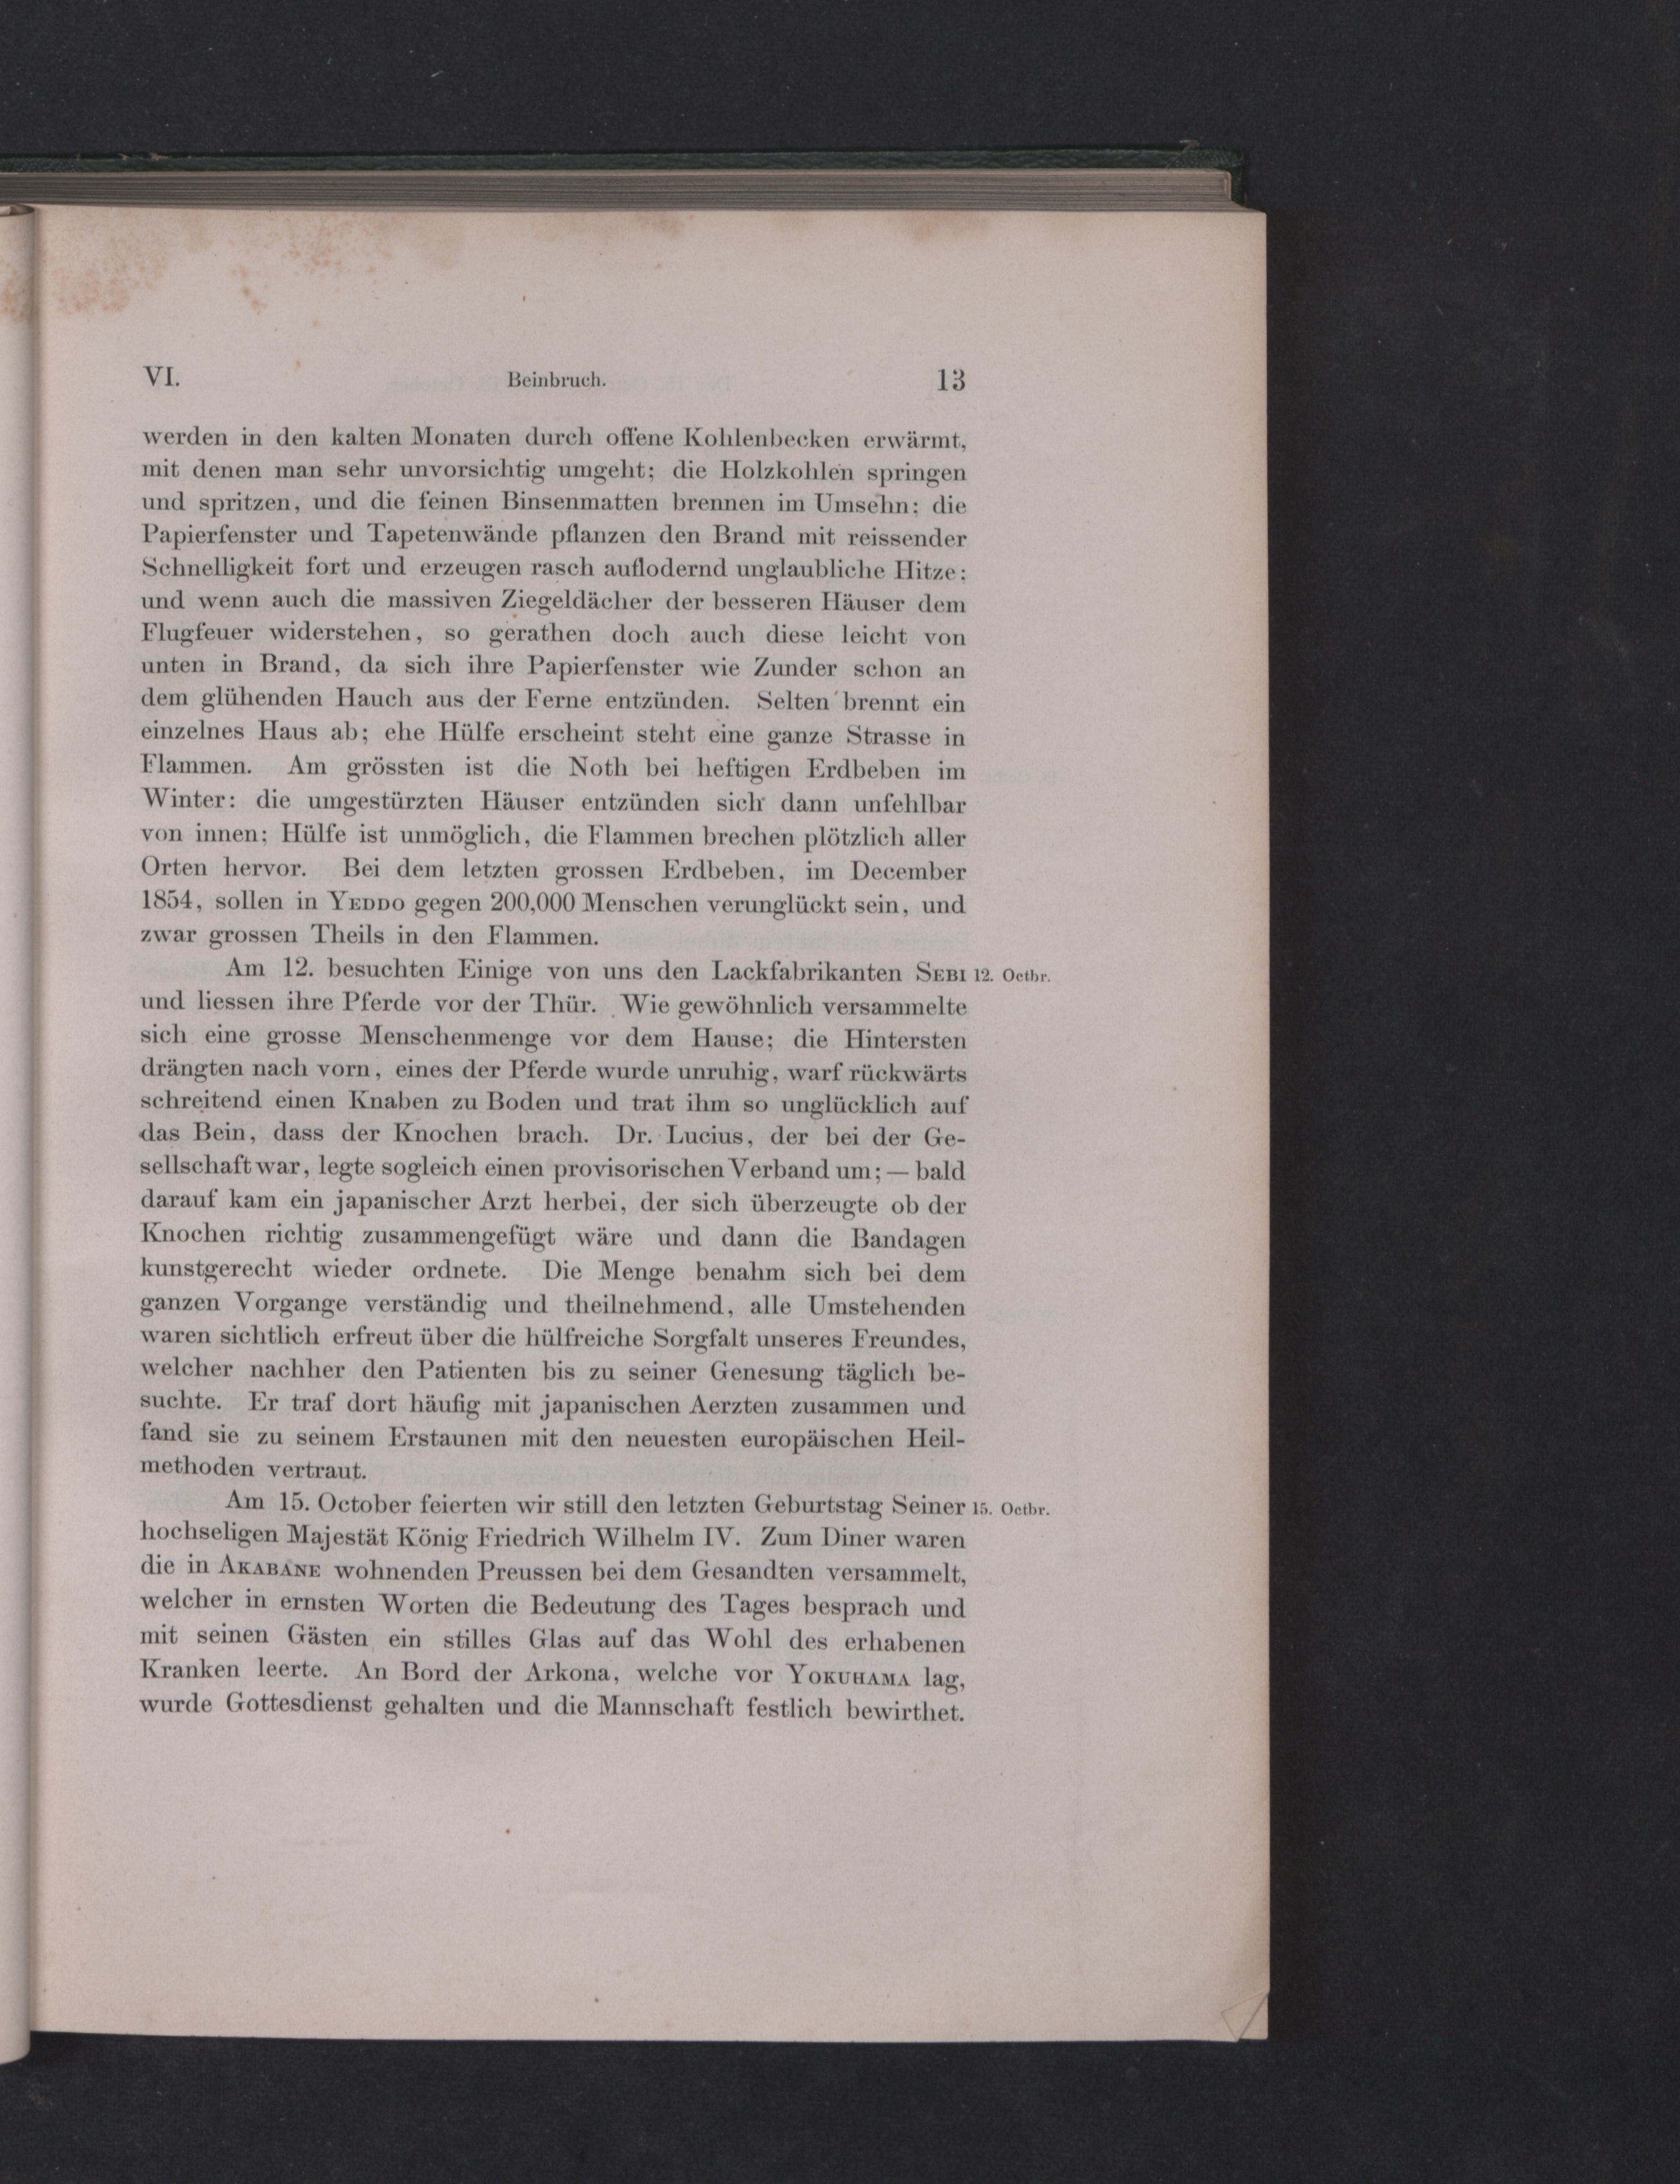 VI. Beinbruch. 13
werden in den kalten Monaten durch offene Kohlenbecken erwärmt,
mit denen man sehr unvorsichtig umgeht; die Holzkohlen springen
und spritzen, und die feinen Binsenmatten brennen im Umsehn; die
Papierfenster und Tapetenwände pflanzen den Brand mit reissender
Schnelligkeit fort und erzeugen rasch auflodernd unglaubliche Hitze;
und wenn auch die massiven Ziegeldächer der besseren Häuser dem
Flugfeuer widerstehen, so gerathen doch auch diese leicht von
unten in Brand, da sich ihre Papierfenster wie Zunder schon an
dem glühenden Hauch aus der Ferne entzünden. Selten brennt ein
einzelnes Haus ab; ehe Hülfe erscheint steht eine ganze Strasse in
Flammen. Am grössten ist die Noth bei heftigen Erdbeben im
Winter: die umgestürzten Häuser entzünden sich dann unfehlbar
von innen; Hülfe ist unmöglich, die Flammen brechen plötzlich aller
Orten hervor. Bei dem letzten grossen Erdbeben, im December
1854, sollen in YEDDO gegen 200,000 Menschen verunglückt sein, und
zwar grossen Theils in den Flammen.
Am 12. besuchten Einige von uns den Lackfabrikanten SEBI 12. Octbr.
und liessen ihre Pferde vor der Thür. Wie gewöhnlich versammelte
sich eine grosse Menschenmenge vor dem Hause; die Hintersten
drängten nach vorn, eines der Pferde wurde unruhig, warf rückwärts
schreitend einen Knaben zu Boden und trat ihm so unglücklich auf
das Bein, dass der Knochen brach. Dr. Lucius, der bei der Ge-
sellschaft war, legte sogleich einen provisorischen Verband um; — bald
darauf kam ein japanischer Arzt herbei, der sich überzeugte ob der
Knochen richtig zusammengefügt wäre und dann die Bandagen
kunstgerecht wieder ordnete. Die Menge benahm sich bei dem
ganzen Vorgange verständig und theilnehmend, alle Umstehenden
waren sichtlich erfreut über die hülfreiche Sorgfalt unseres Freundes,
welcher nachher den Patienten bis zu seiner Genesung täglich be-
suchte. Er traf dort häufig mit japanischen Aerzten zusammen und
fand sie zu seinem Erstaunen mit den neuesten europäischen Heil-
methoden vertraut.
Am 15. October feierten wir still den letzten Geburtstag Seiner 15. Octbr.
hochseligen Majestät König Friedrich Wilhelm IV. Zum Diner waren
die in AKABANE wohnenden Preussen bei dem Gesandten versammelt,
welcher in ernsten Worten die Bedeutung des Tages besprach und
mit seinen Gästen ein stilles Glas auf das Wohl des erhabenen
Kranken leerte. An Bord der Arkona, welche vor YOKUHAMA lag,
wurde Gottesdienst gehalten und die Mannschaft festlich bewirthet.